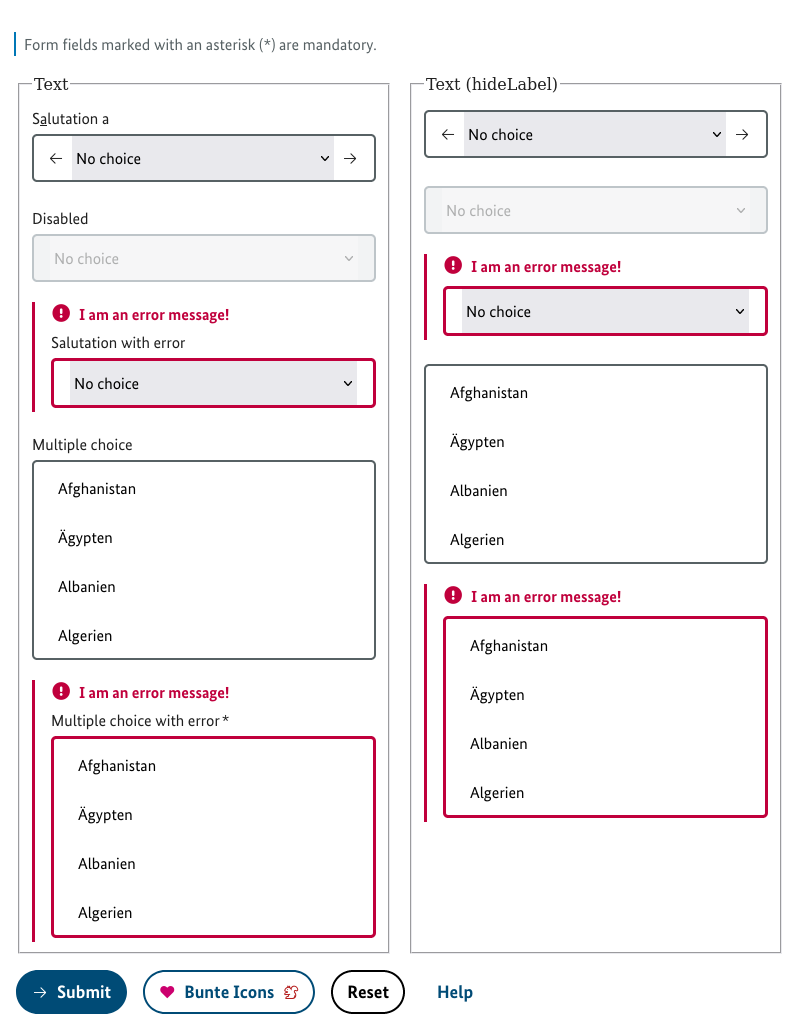 Form fields marked with an asterisk (*) are mandatory.
Text
Salutation a
No choice
Disabled
No choice
I am an error message!
Salutation with error
No choice
Multiple choice
Afghanistan
Ägypten
Albanien
Algerien
I am an error message!
Multiple choice with error*
Afghanistan
Ägypten
Albanien
Algerien
Text (hideLabel)
No choice
No choice
I am an error message!
No choice
Afghanistan
Ägypten
Albanien
Algerien
I am an error message!
Afghanistan
Ägypten
Albanien
Algerien
Submit
Bunte Icons
Reset
Help